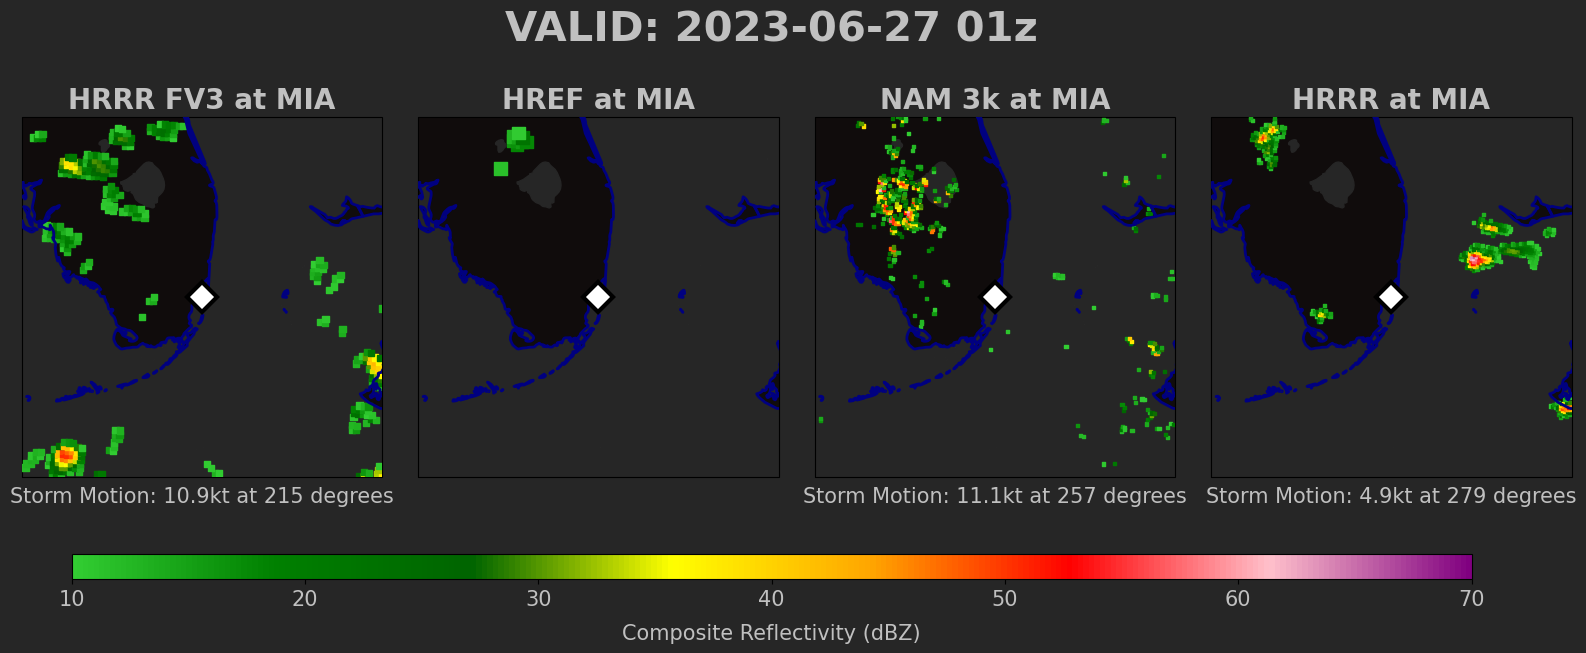 VALID: 2023-06-27 01z
HRRR FV3 at MIA
HREF at MIA
NAM 3k at MIA
HRRR at MIA
Storm Motion: 10.9kt at 215 degrees
Storm Motion: 11.1kt at 257 degrees
Storm Motion: 4.9kt at 279 degrees
10 20 30 40 50 60 70
Composite Reflectivity (dBZ)